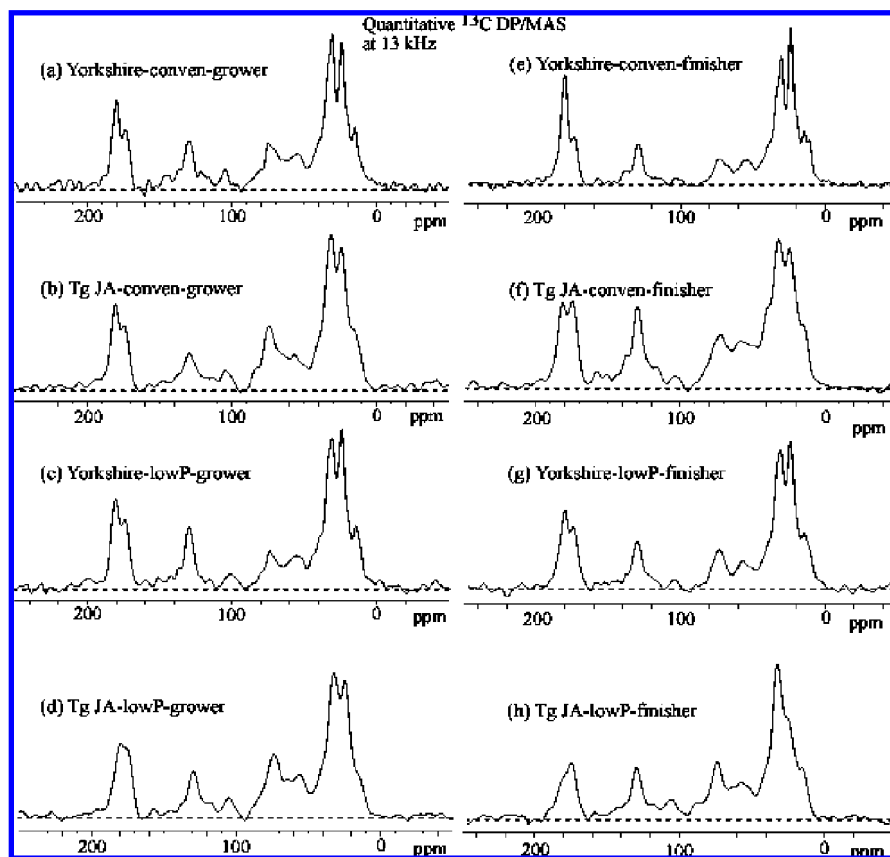 Quantitative ¹³C DP/MAS
at 13 kHz
(a) Yorkshire-conven-grower
200 100 0 ppm
(e) Yorkshire-conven-finisher
200 100 0 ppm
(b) Tg JA-conven-grower
200 100 0 ppm
(f) Tg JA-conven-finisher
200 100 0 ppm
(c) Yorkshire-lowP-grower
200 100 0 ppm
(g) Yorkshire-lowP-finisher
200 100 0 ppm
(d) Tg JA-lowP-grower
200 100 0 ppm
(h) Tg JA-lowP-finisher
200 100 0 ppm